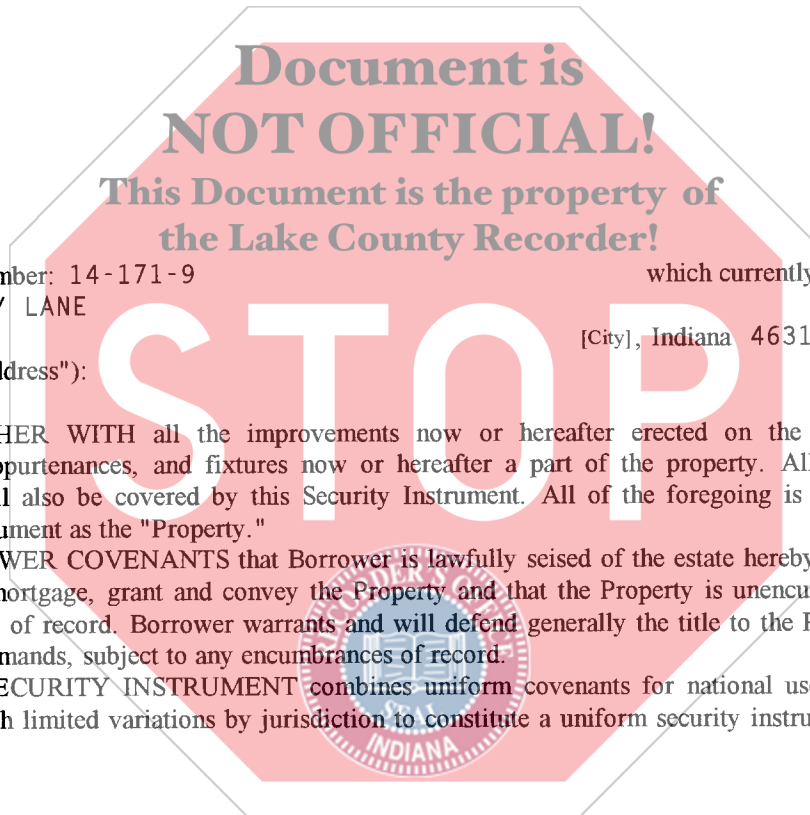 Document is
NOT OFFICIAL!
This Document is the property of
the Lake County Recorder!
mber: 14-171-9 which currently
LANE
[City], Indiana 4631
ddress"):
STOP
HER WITH all the improvements now or hereafter erected on the
ppurtenances, and fixtures now or hereafter a part of the property. All
l also be covered by this Security Instrument. All of the foregoing is
ument as the "Property."
WER COVENANTS that Borrower is lawfully seised of the estate hereby
mortgage, grant and convey the Property and that the Property is unencu
of record. Borrower warrants and will defend generally the title to the
mands, subject to any encumbrances of record.
ECURITY INSTRUMENT combines uniform covenants for national use
h limited variations by jurisdiction to constitute a uniform security instru
RECORDER'S OFFICE
SEAL
INDIANA